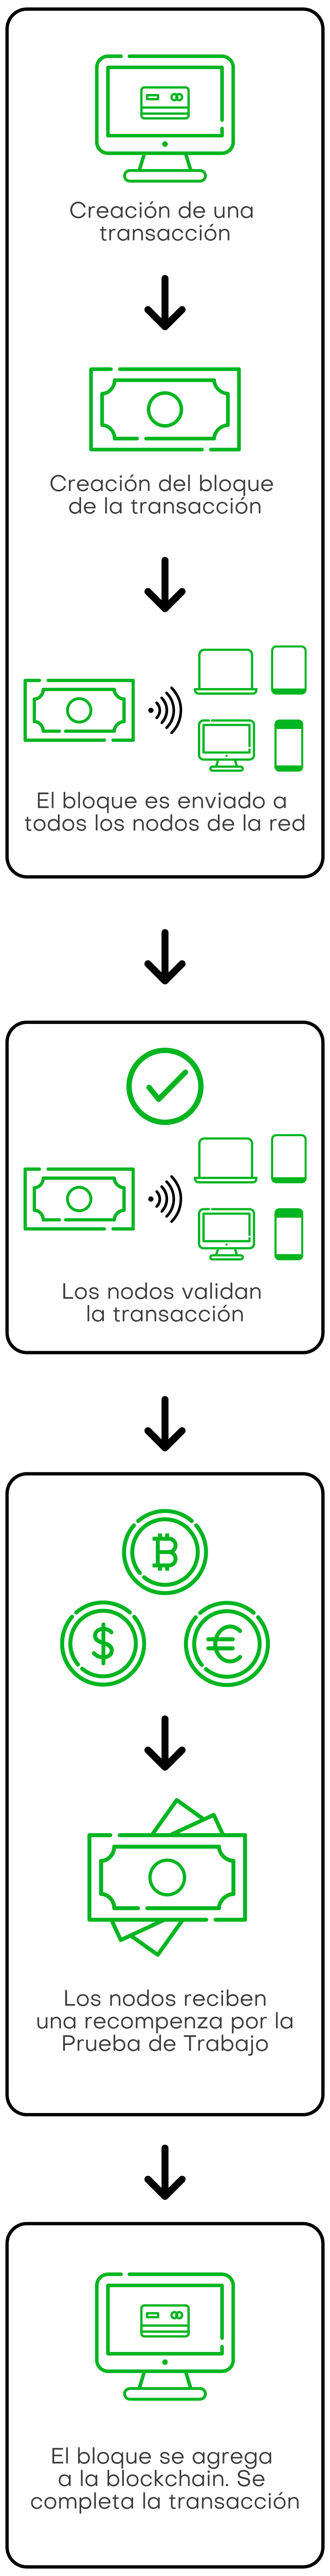 Creación de una
transacción
Creación del bloque
de la transacción
El bloque es enviado a
todos los nodos de la red
Los nodos validan
la transacción
B
$
€
Los nodos reciben
una recompenza por la
Prueba de Trabajo
El bloque se agrega
a la blockchain. Se
completa la transacción